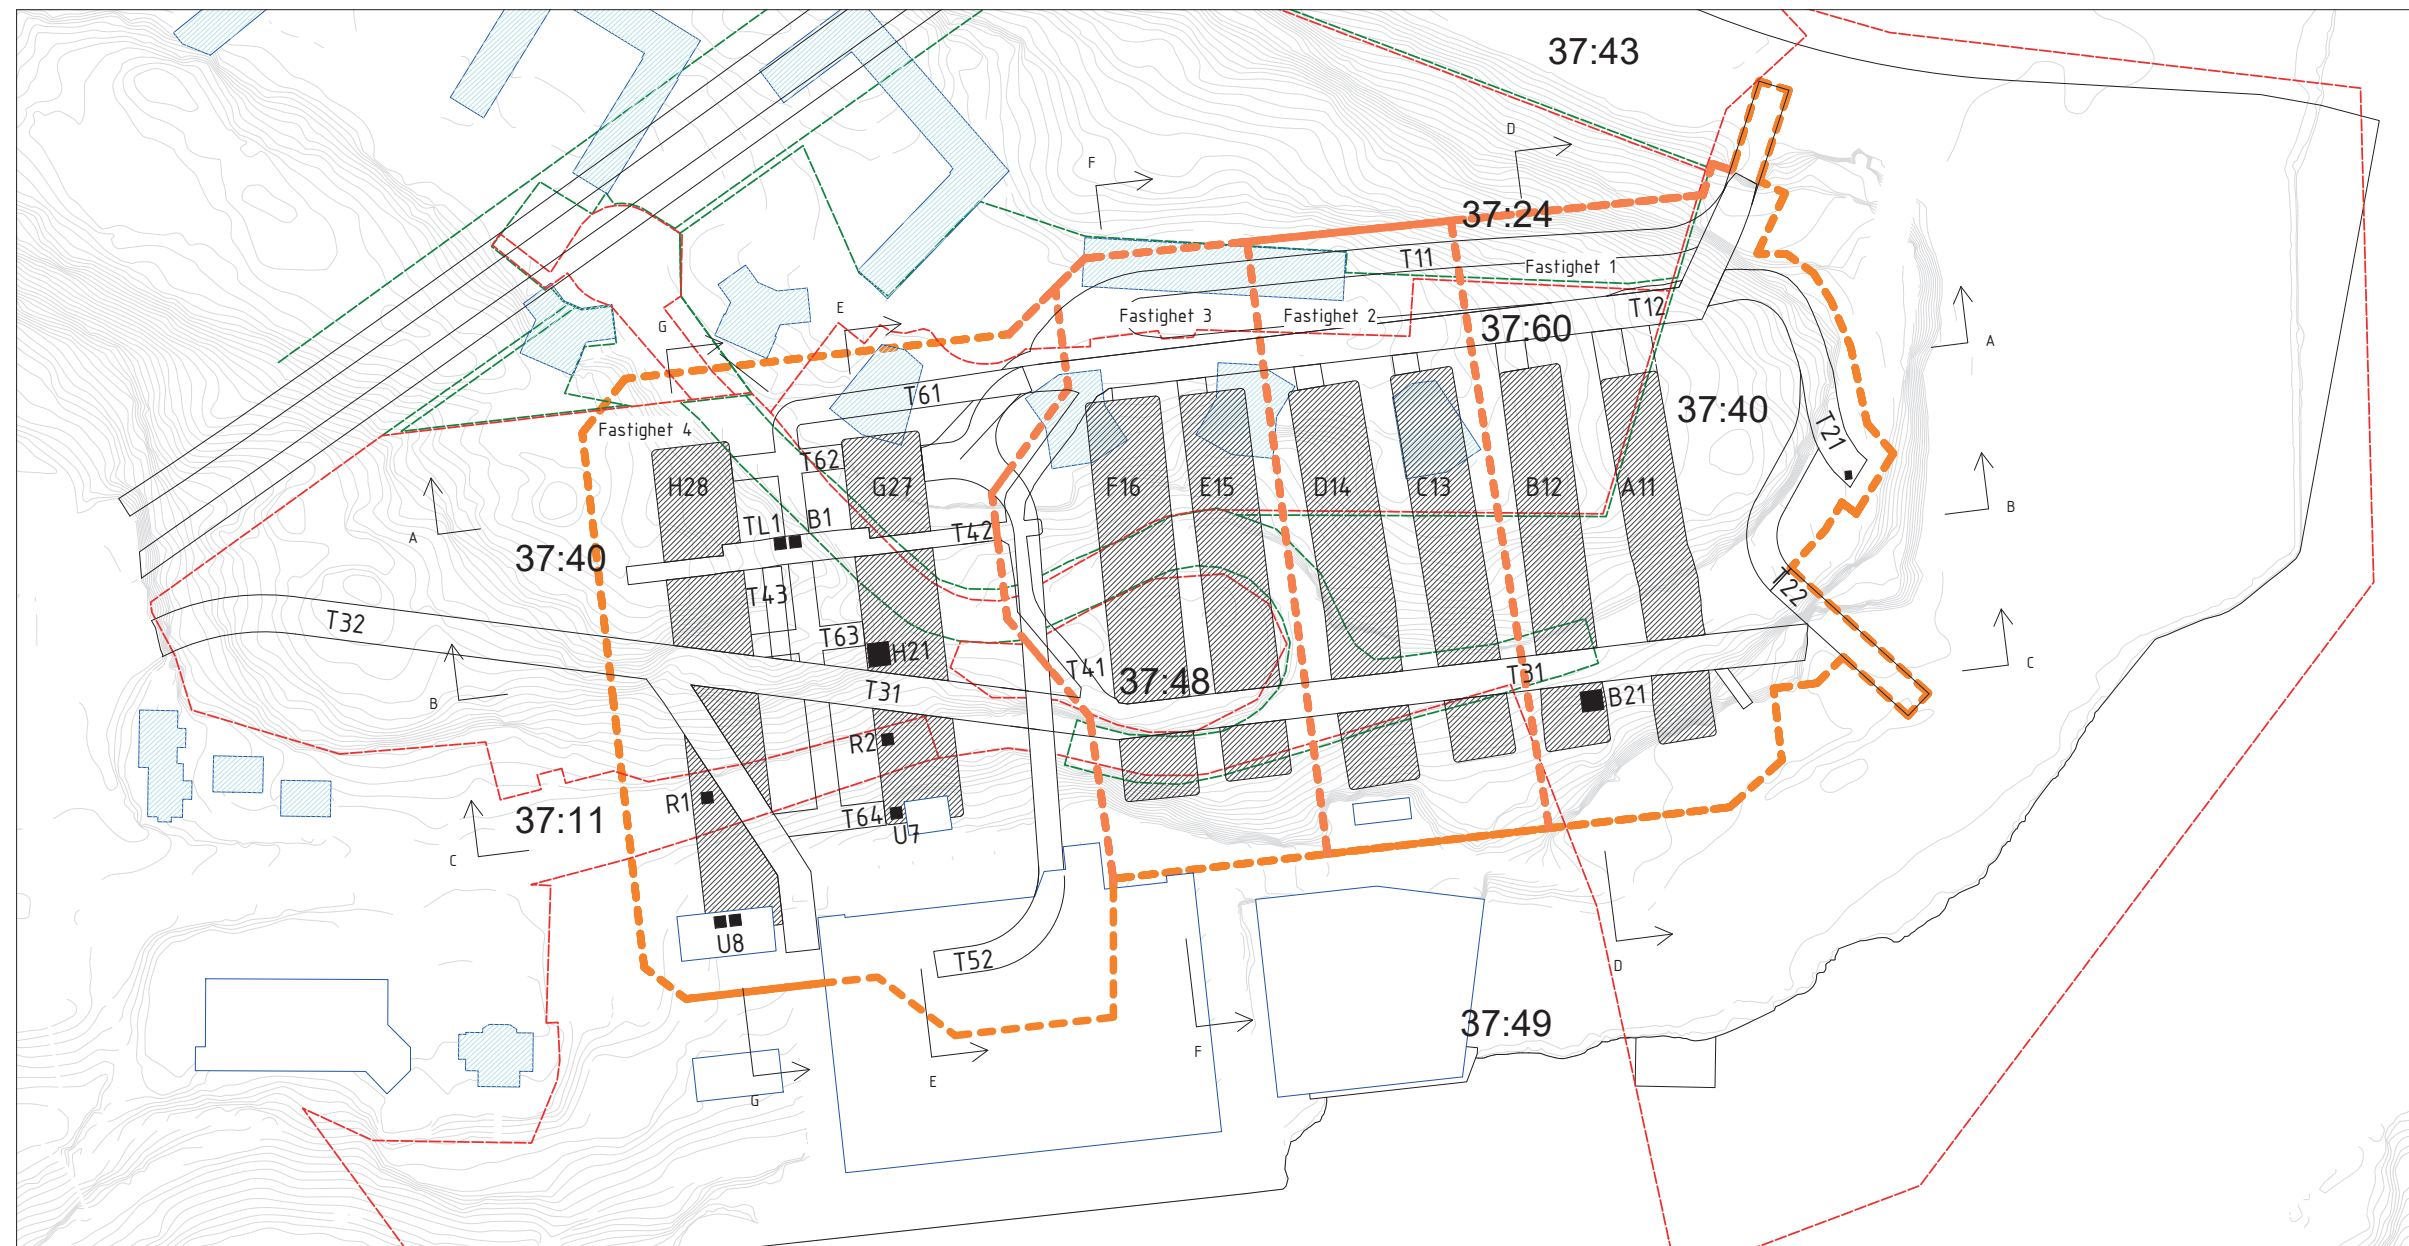 37:43
D
F
37:24
T11
Fastighet 1
E
Fastighet 3
Fastighet 2
T12
G
37:60
A
T61
37:40
Fastighet 4
T21
T62
H28
G27
F16
E15
D14
C13
B12
A11
B
TL1
B1
T42
A
37:40
T43
T22
T32
T63
H21
C
T41
37:48
T31
T31
B21
B
R2
R1
37:11
T64
U7
C
U8
T52
D
37:49
F
E
G